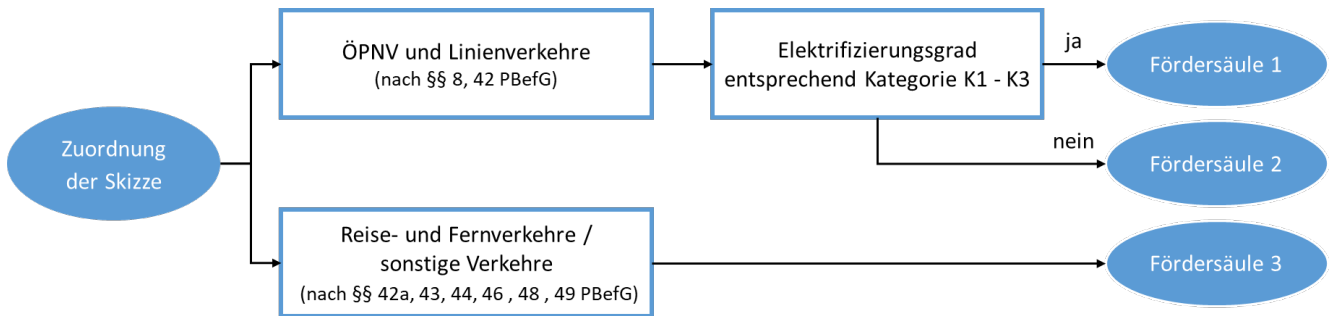 Zuordnung
der Skizze
ÖPNV und Linienverkehre
(nach §§ 8, 42 PBefG)
Elektrifizierungsgrad
entsprechend Kategorie K1 - K3
ja
Fördersäule 1
nein
Fördersäule 2
Reise- und Fernverkehre /
sonstige Verkehre
(nach §§ 42a, 43, 44, 46 , 48 , 49 PBefG)
Fördersäule 3